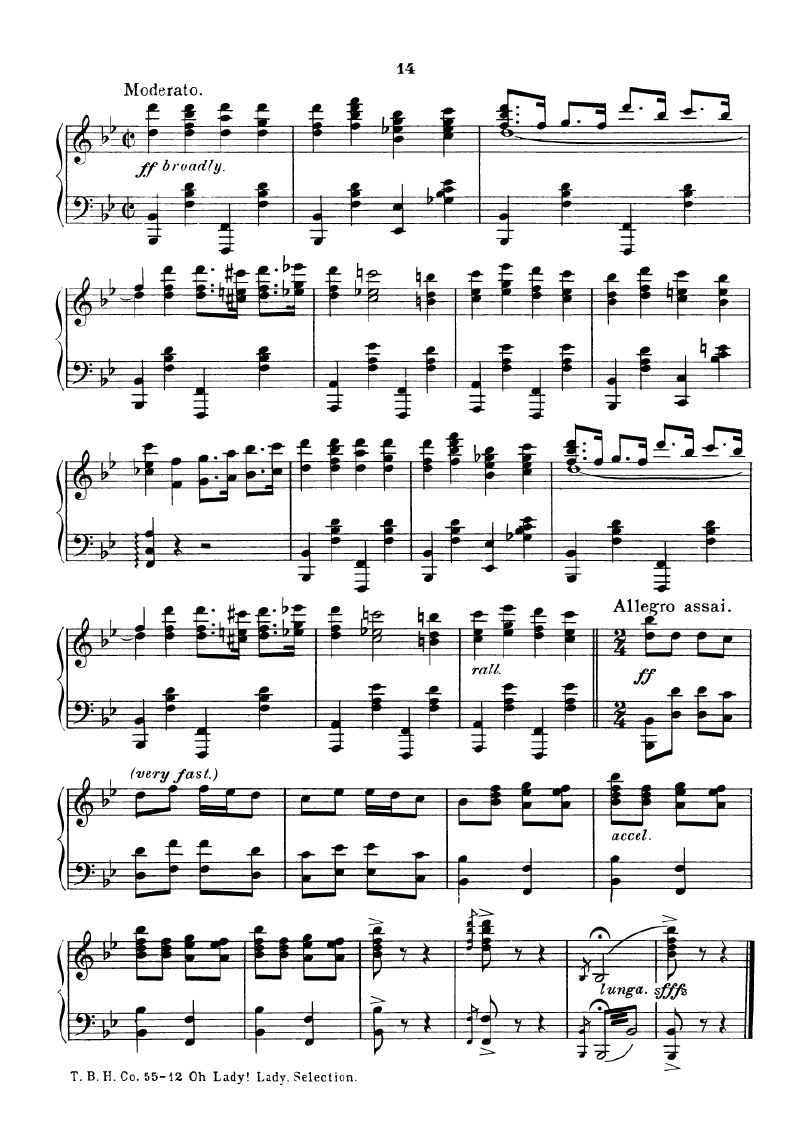 14
Moderato.
ff broadly.
rall.
Allegro assai.
ff
(very fast.)
accel.
lunga. sfffz
T. B. H. Co. 55-12 Oh Lady! Lady. Selection.